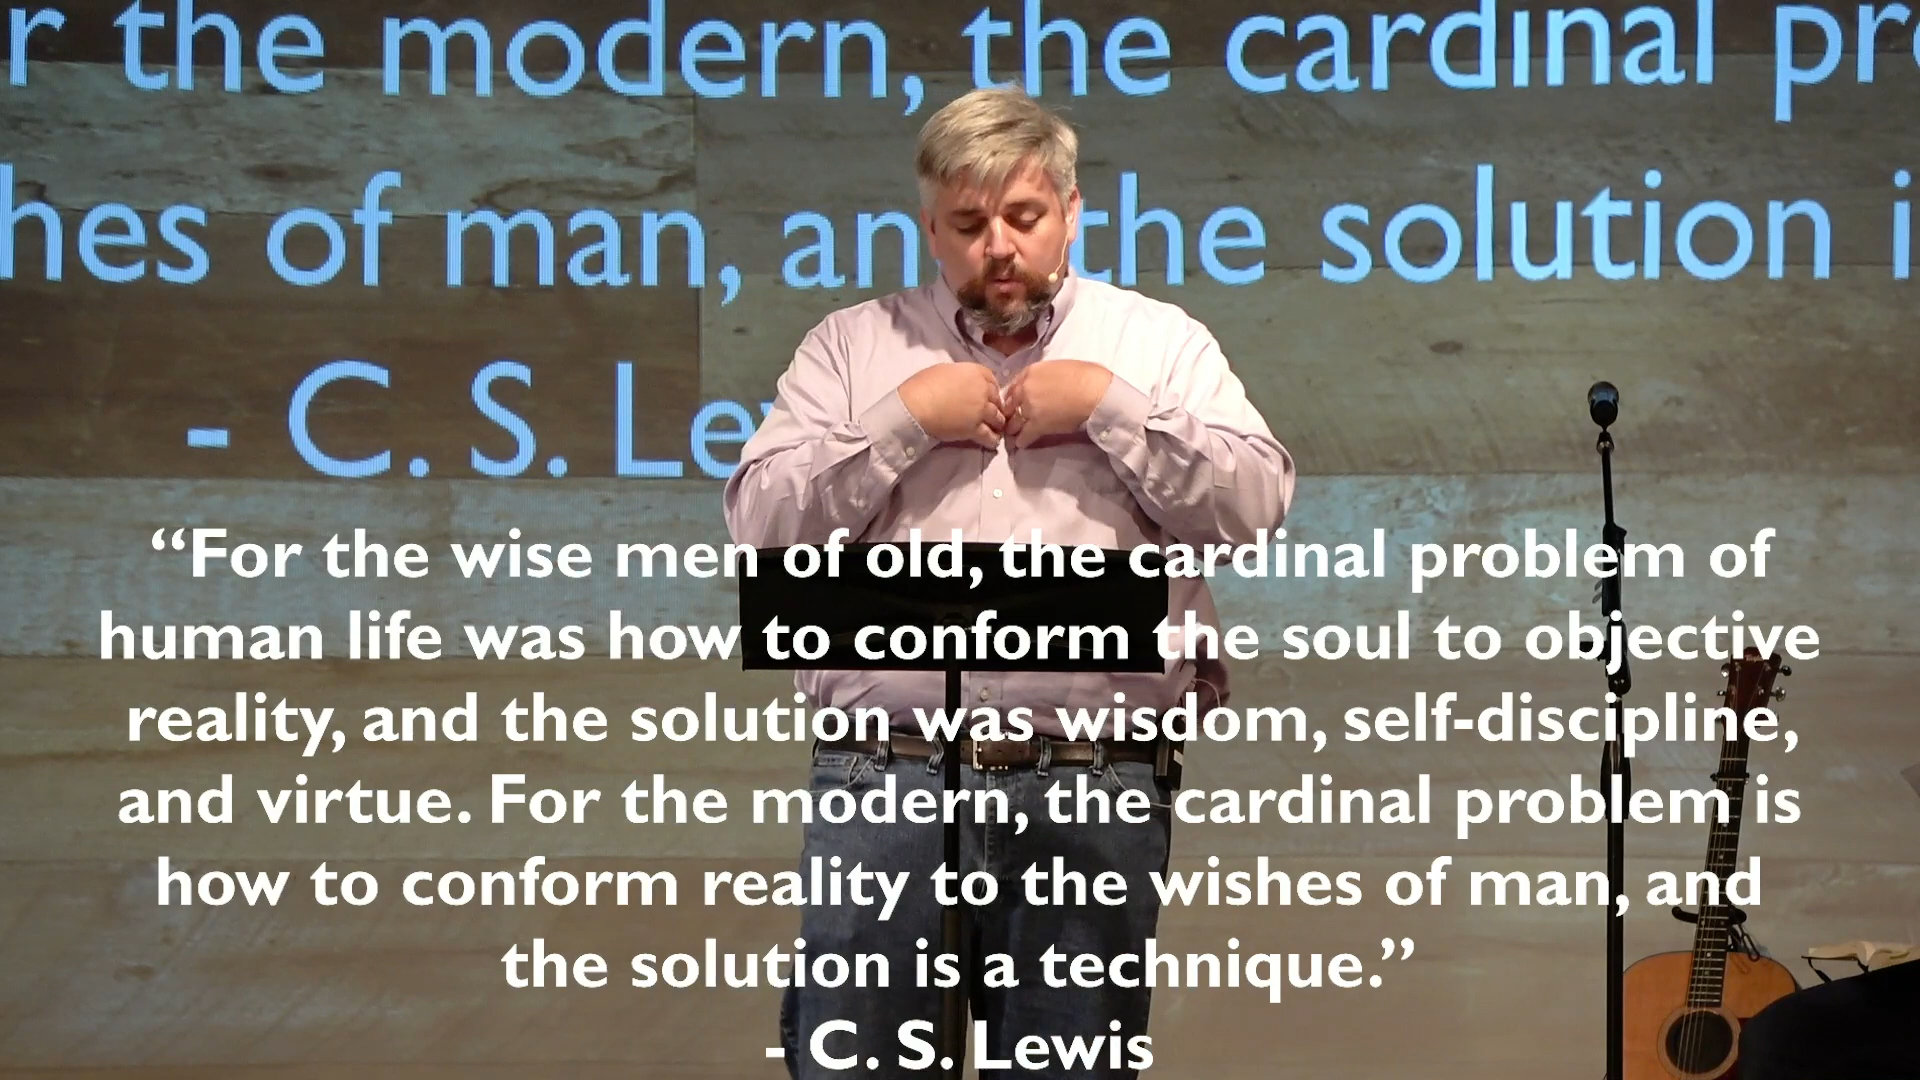 r the modern, the cardinal pr
hes of man, an the solution i
- C. S. Le
“For the wise men of old, the cardinal problem of
human life was how to conform the soul to objective
reality, and the solution was wisdom, self-discipline,
and virtue. For the modern, the cardinal problem is
how to conform reality to the wishes of man, and
the solution is a technique.”
- C. S. Lewis